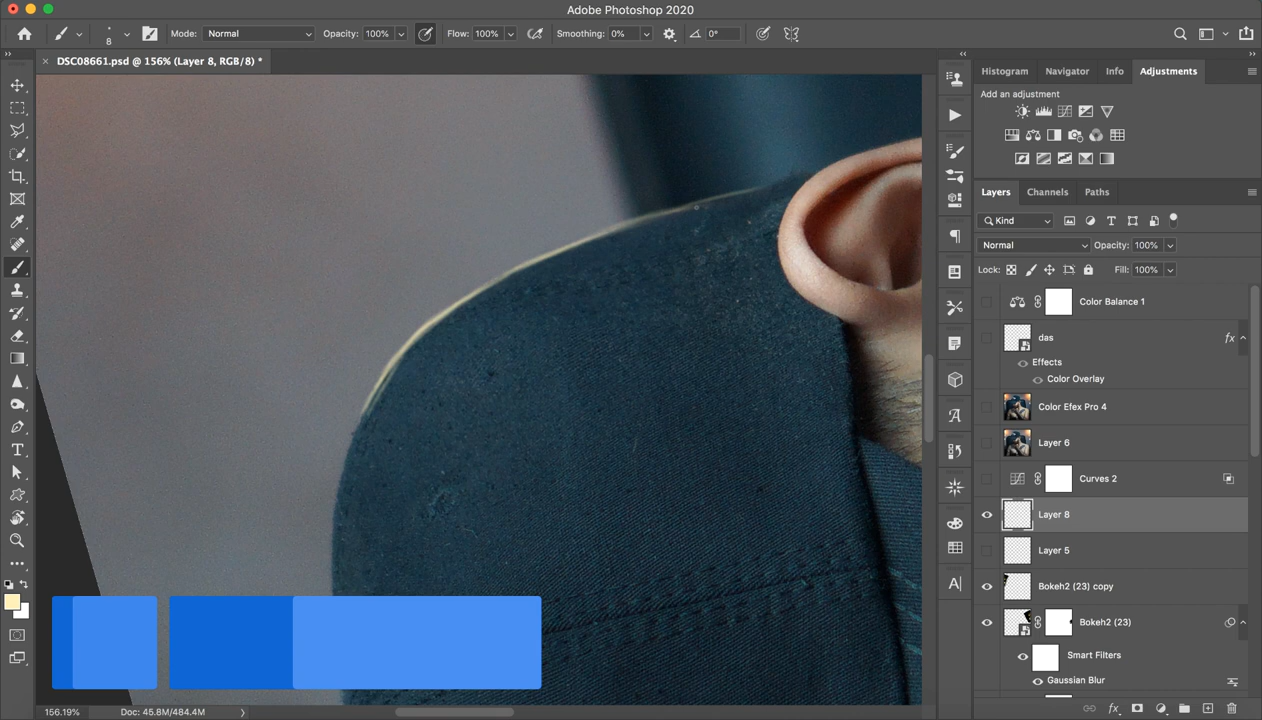 Adobe Photoshop 2020
8
Mode: Normal
Opacity: 100%
Flow: 100%
Smoothing: 0%
0°
DSC08661.psd @ 156% (Layer 8, RGB/8) *
Histogram
Navigator
Info
Adjustments
Add an adjustment
Layers
Channels
Paths
Kind
Normal
Opacity: 100%
Lock:
Fill: 100%
Color Balance 1
das
fx
Effects
Color Overlay
Color Efex Pro 4
Layer 6
Curves 2
Layer 8
Layer 5
Bokeh2 (23) copy
Bokeh2 (23)
Smart Filters
Gaussian Blur
156.19%
Doc: 45.8M/484.4M
fx